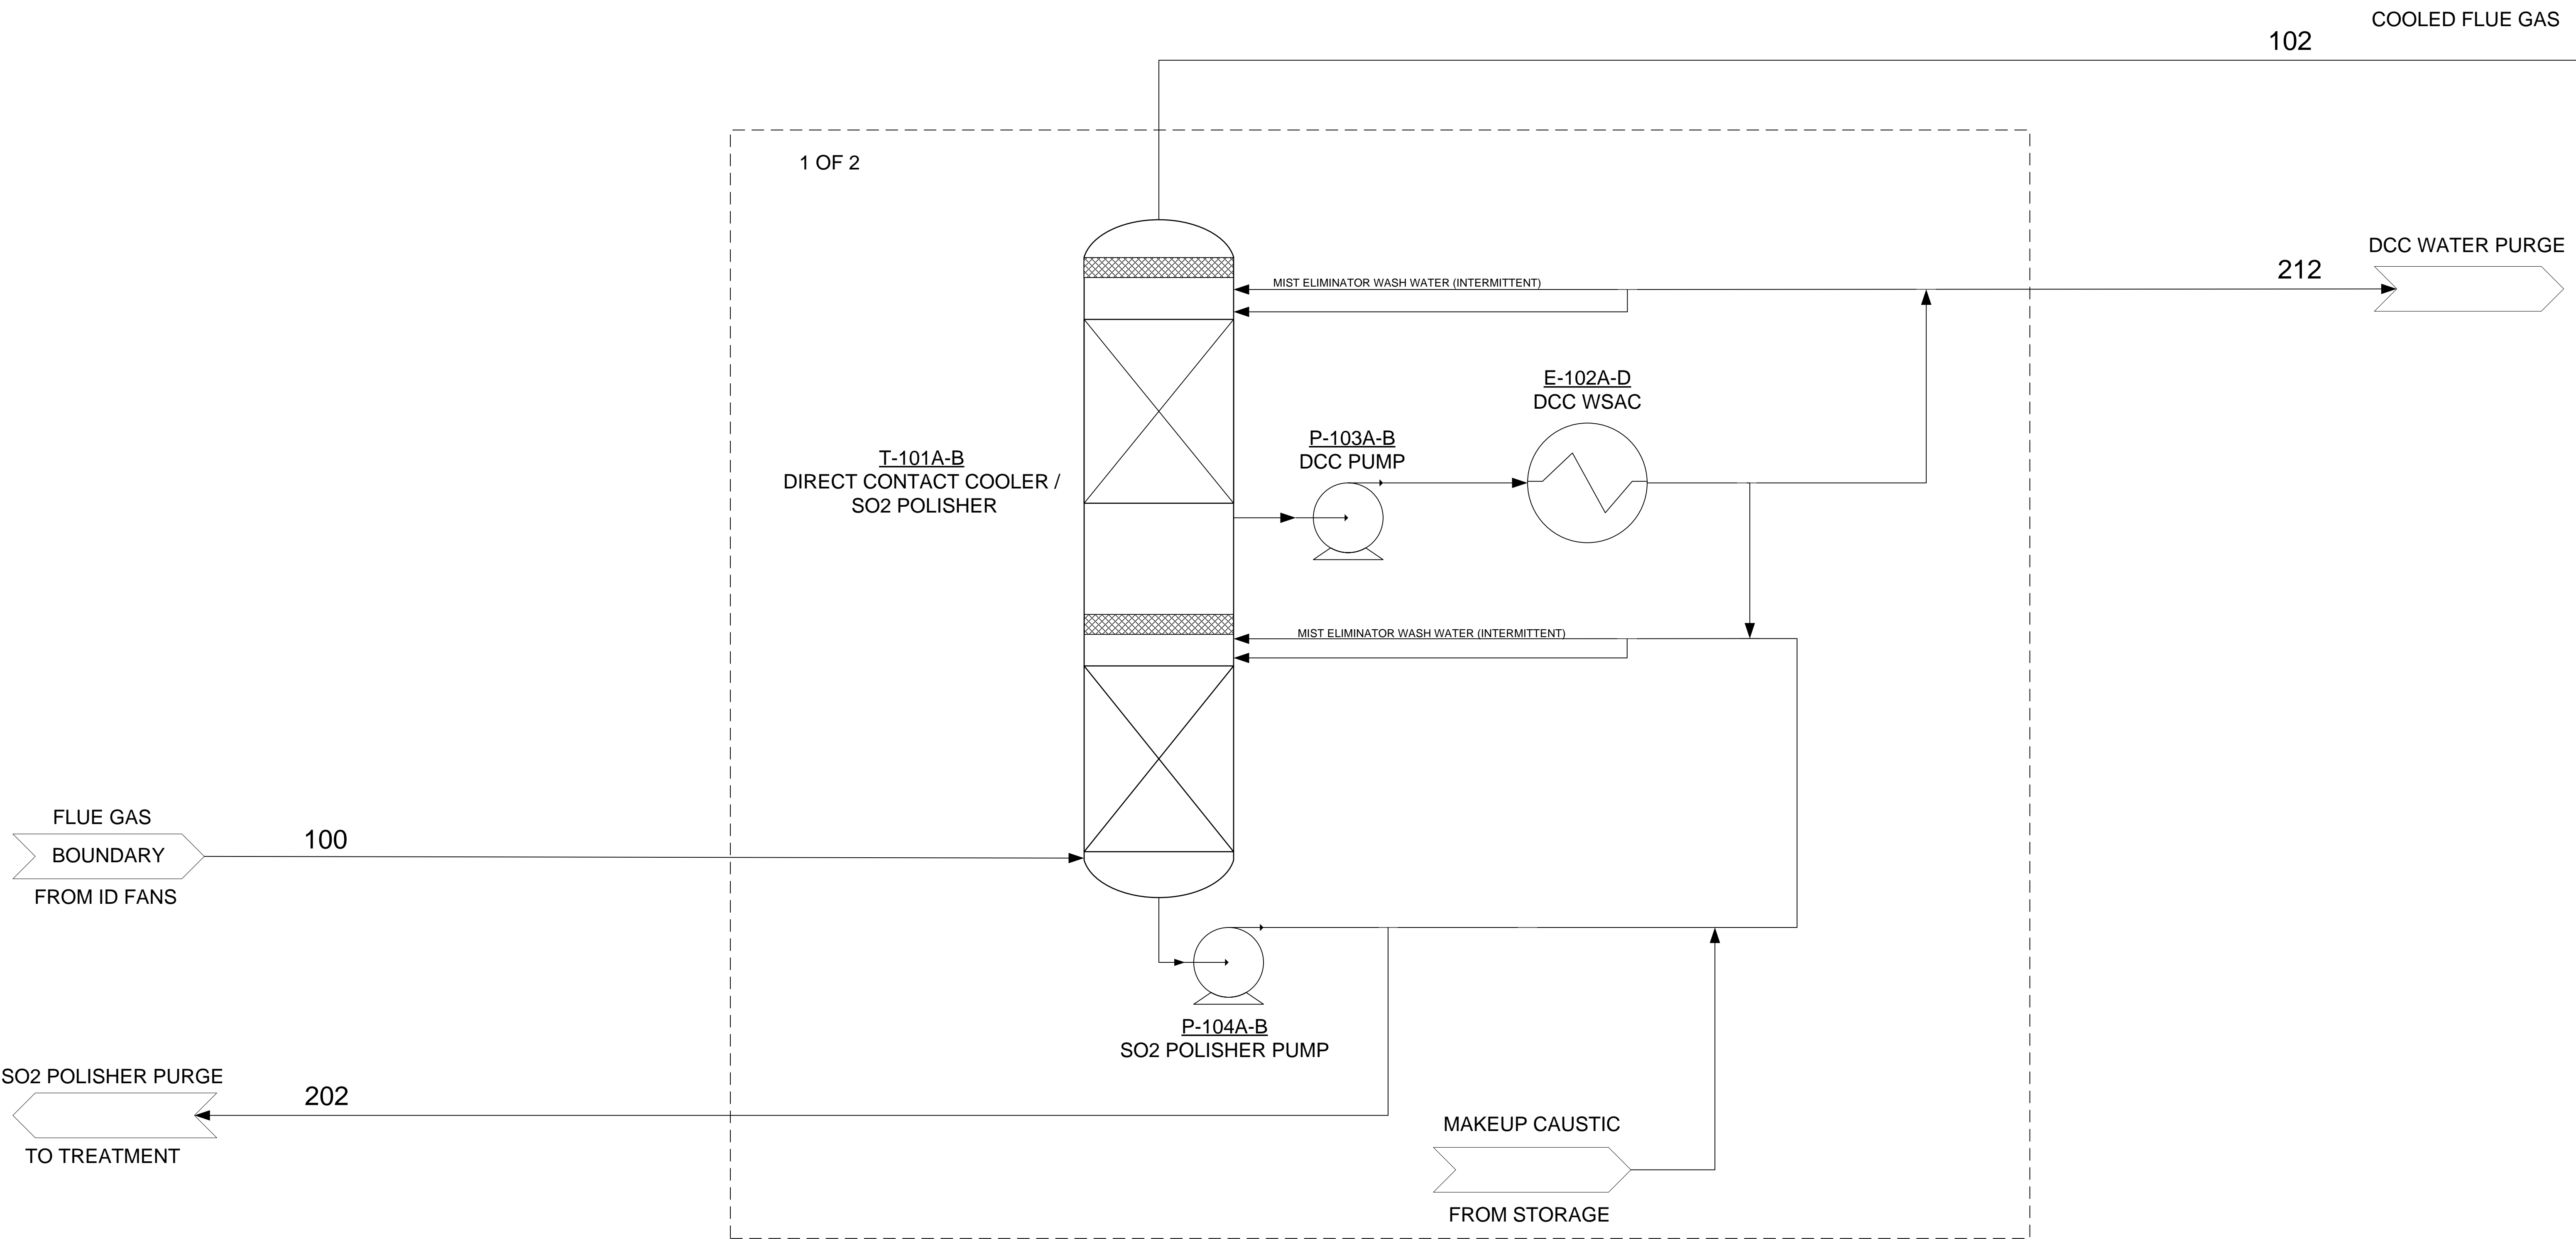 COOLED FLUE GAS
102
1 OF 2
DCC WATER PURGE
212
MIST ELIMINATOR WASH WATER (INTERMITTENT)
E-102A-D
DCC WSAC
P-103A-B
DCC PUMP
T-101A-B
DIRECT CONTACT COOLER /
SO2 POLISHER
MIST ELIMINATOR WASH WATER (INTERMITTENT)
FLUE GAS
BOUNDARY
FROM ID FANS
100
P-104A-B
SO2 POLISHER PUMP
SO2 POLISHER PURGE
202
TO TREATMENT
MAKEUP CAUSTIC
FROM STORAGE